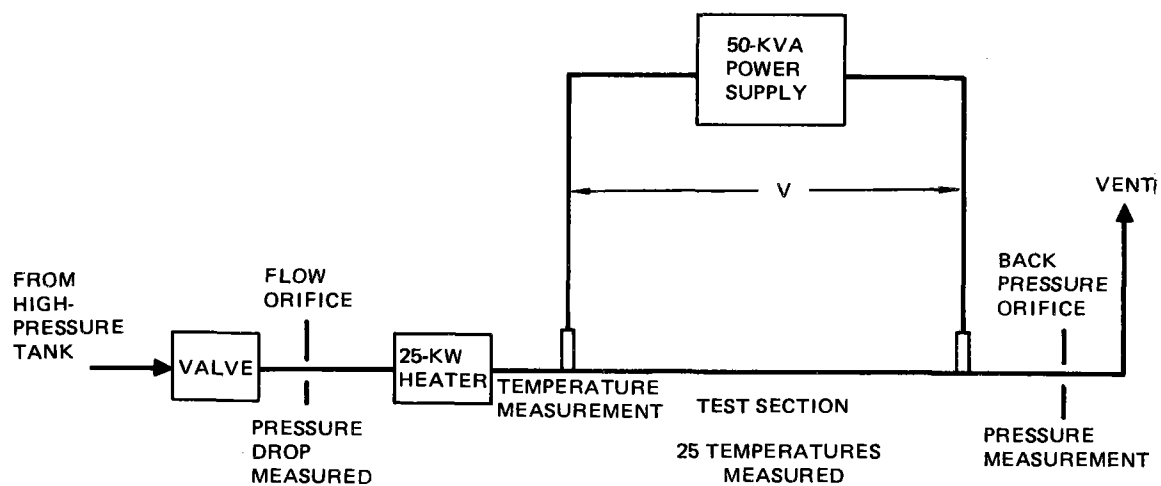 50-KVA
POWER
SUPPLY
V
VENT
FROM
HIGH-
PRESSURE
TANK
FLOW
ORIFICE
BACK
PRESSURE
ORIFICE
VALVE
25-KW
HEATER
TEMPERATURE
MEASUREMENT
TEST SECTION
PRESSURE
DROP
MEASURED
25 TEMPERATURES
MEASURED
PRESSURE
MEASUREMENT